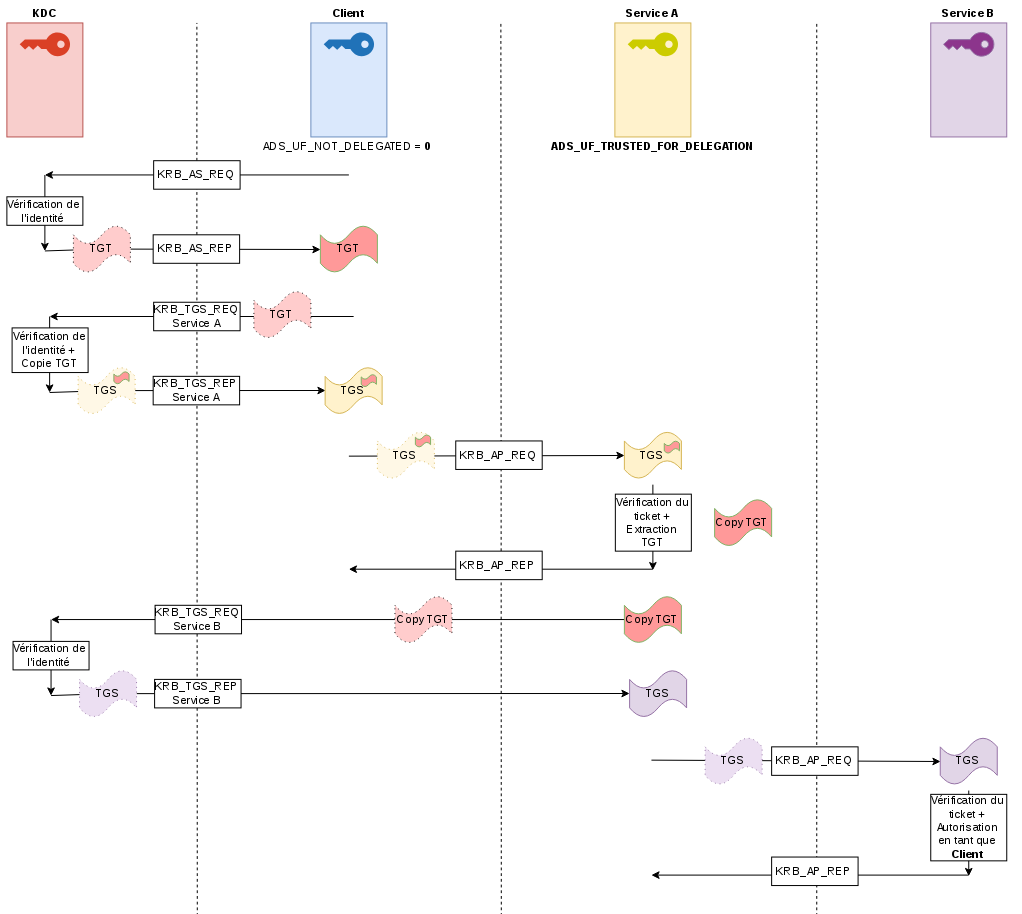 KDC
Client
Service A
Service B
ADS_UF_NOT_DELEGATED = 0
ADS_UF_TRUSTED_FOR_DELEGATION
KRB_AS_REQ
Vérification de
l'identité
TGT
KRB_AS_REP
TGT
KRB_TGS_REQ
Service A
TGT
Vérification de
l'identité +
Copie TGT
TGS
KRB_TGS_REP
Service A
TGS
TGS
KRB_AP_REQ
TGS
Vérification du
ticket +
Extraction
TGT
Copy TGT
KRB_AP_REP
KRB_TGS_REQ
Service B
Copy TGT
Copy TGT
Vérification de
l'identité
TGS
KRB_TGS_REP
Service B
TGS
TGS
KRB_AP_REQ
TGS
Vérification du
ticket +
Autorisation
en tant que
Client
KRB_AP_REP